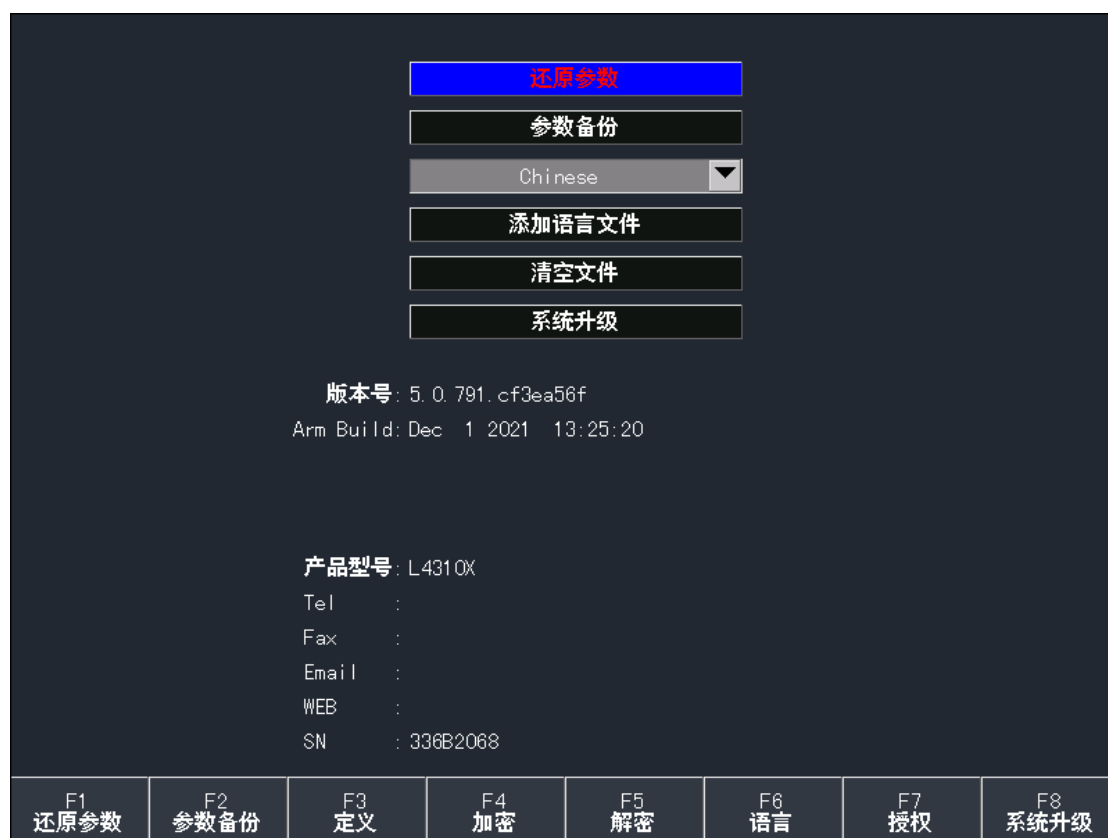 还原参数
参数备份
Chinese
添加语言文件
清空文件
系统升级
版本号: 5.0.791.cf3ea56f
Arm Build: Dec 1 2021 13:25:20
产品型号: L4310X
Tel :
Fax :
Email :
WEB :
SN : 336B2068
F1 F2 F3 F4 F5 F6 F7 F8
还原参数 参数备份 定义 加密 解密 语言 授权 系统升级